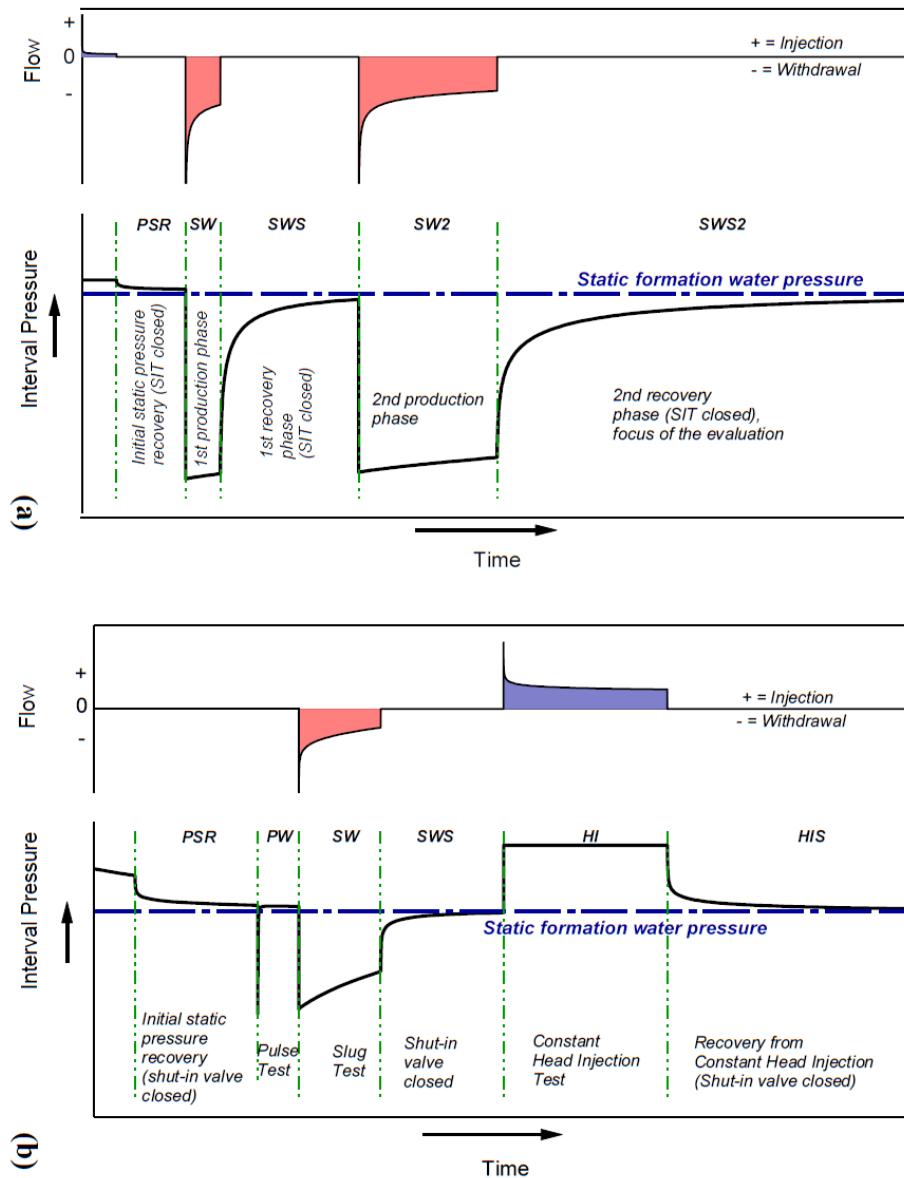 +
0
-
Flow
+ = Injection
- = Withdrawal
PSR
SW
SWS
SW2
SWS2
Static formation water pressure
Interval Pressure
Initial static pressure
recovery (SIT closed)
1st production phase
1st recovery
phase
(SIT closed)
2nd production
phase
2nd recovery
phase (SIT closed),
focus of the evaluation
(a)
Time
+
0
-
Flow
+ = Injection
- = Withdrawal
PSR
PW
SW
SWS
HI
HIS
Interval Pressure
Static formation water pressure
Initial static
pressure
recovery
(shut-in valve
closed)
Pulse
Test
Slug
Test
Shut-in
valve
closed
Constant
Head Injection
Test
Recovery from
Constant Head Injection
(Shut-in valve closed)
(b)
Time